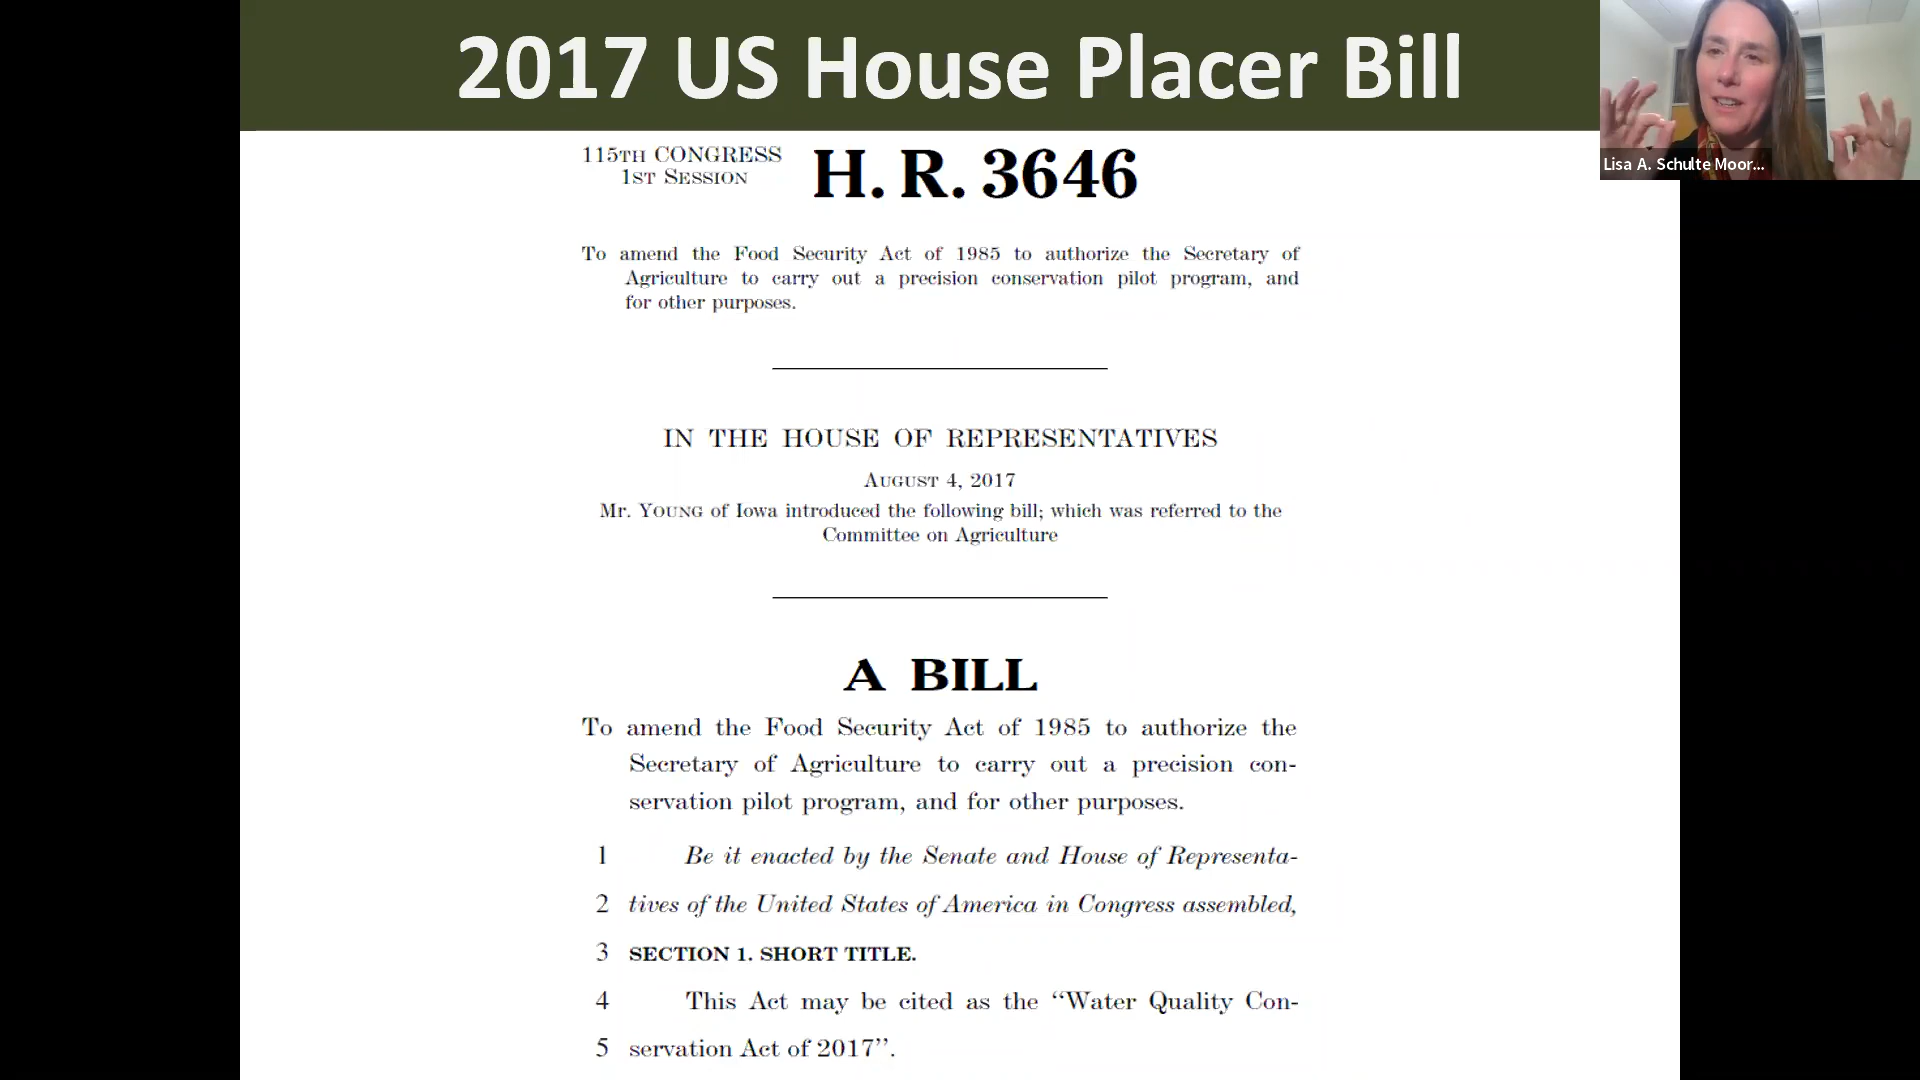 2017 US House Placer Bill
Lisa A. Schulte Moor...
115TH CONGRESS
1ST SESSION
H. R. 3646
To amend the Food Security Act of 1985 to authorize the Secretary of
Agriculture to carry out a precision conservation pilot program, and
for other purposes.
IN THE HOUSE OF REPRESENTATIVES
AUGUST 4, 2017
Mr. YOUNG of Iowa introduced the following bill; which was referred to the
Committee on Agriculture
A BILL
To amend the Food Security Act of 1985 to authorize the
Secretary of Agriculture to carry out a precision con-
servation pilot program, and for other purposes.
1 Be it enacted by the Senate and House of Representa-
2 tives of the United States of America in Congress assembled,
3 SECTION 1. SHORT TITLE.
4 This Act may be cited as the ‘‘Water Quality Con-
5 servation Act of 2017’’.